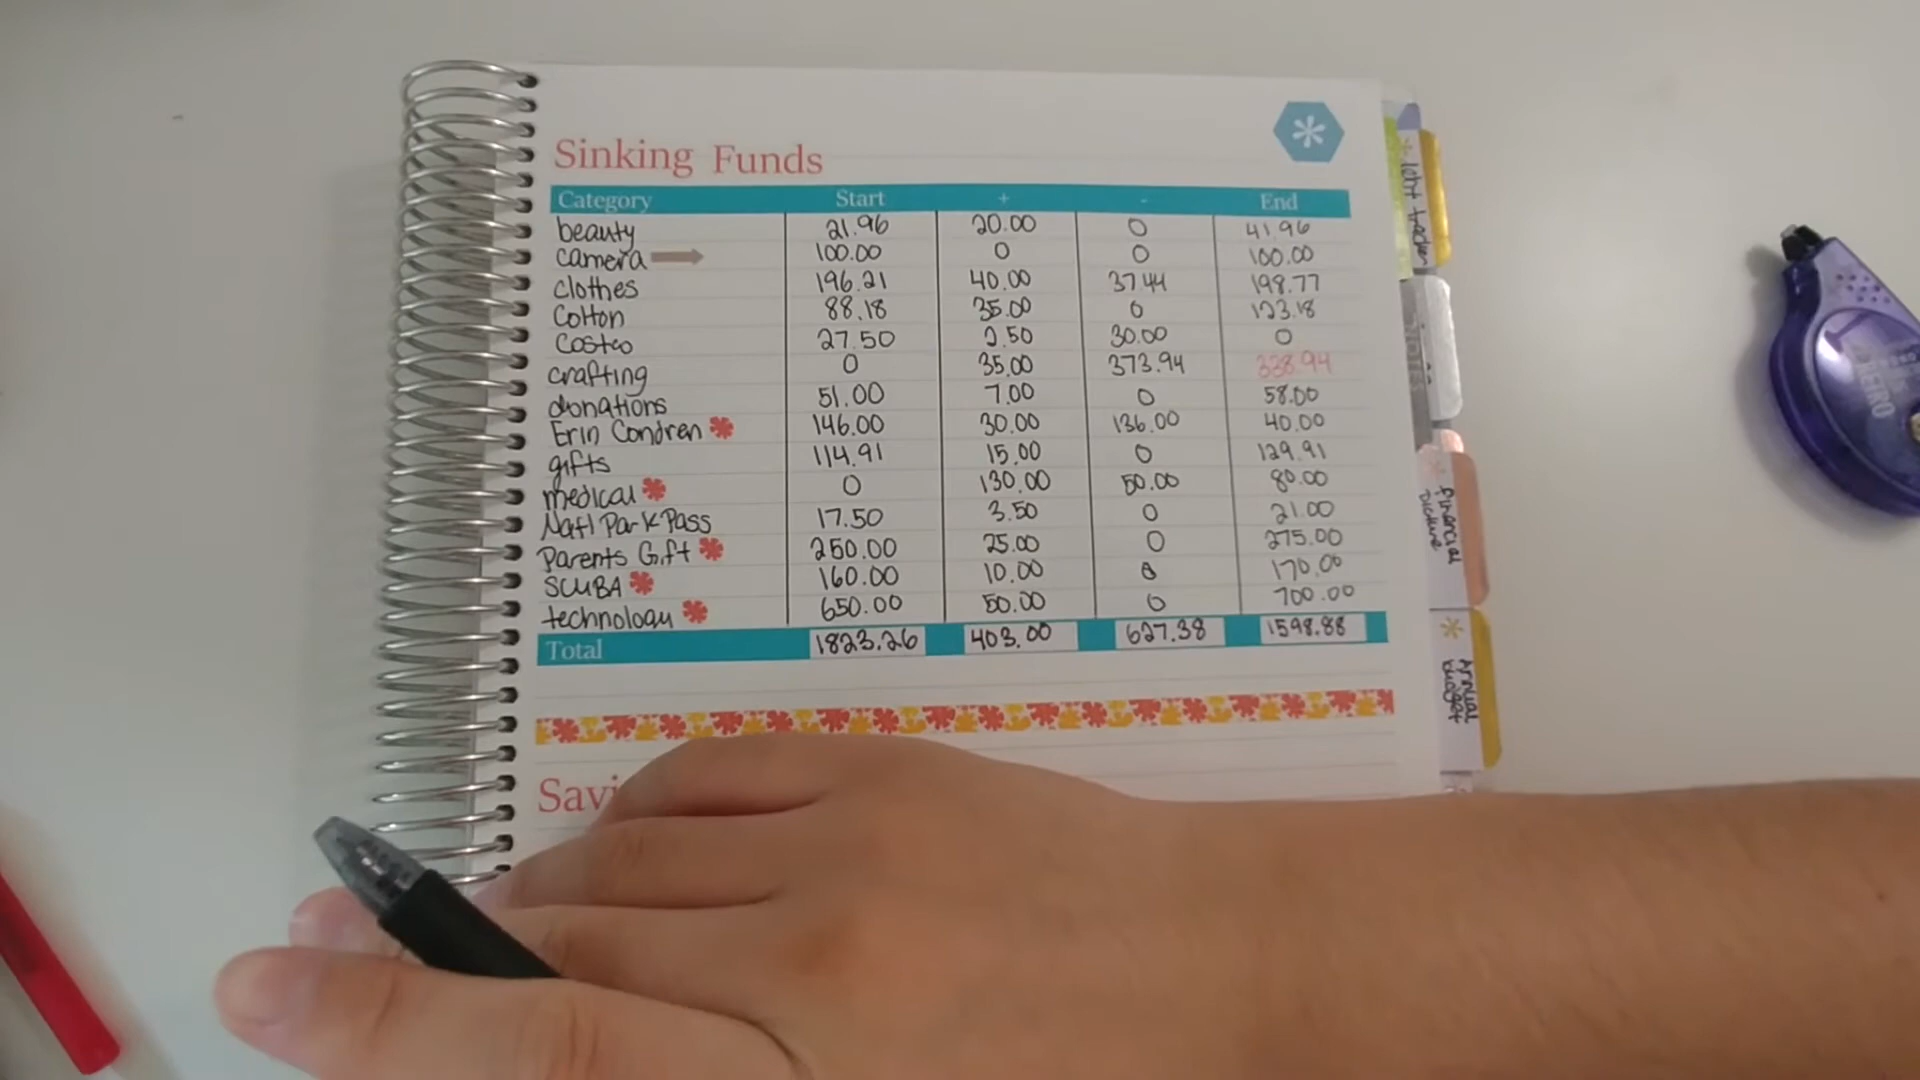 Sinking Funds
Category Start + - End
beauty 21.96 20.00 0 41.96
camera 100.00 0 0 100.00
clothes 196.21 40.00 37.44 198.77
Colton 88.18 35.00 0 123.18
Costco 27.50 2.50 30.00 0
crafting 0 35.00 373.94 338.94
donations 51.00 7.00 0 58.00
Erin Condren 146.00 30.00 136.00 40.00
gifts 114.91 15.00 0 129.91
medical 0 130.00 50.00 80.00
Nat'l Park Pass 17.50 3.50 0 21.00
Parents Gift 250.00 25.00 0 275.00
SCUBA 160.00 10.00 0 170.00
technology 650.00 50.00 0 700.00
Total 1823.26 403.00 627.38 1598.88
Savi
financial
picture
Annual
budget